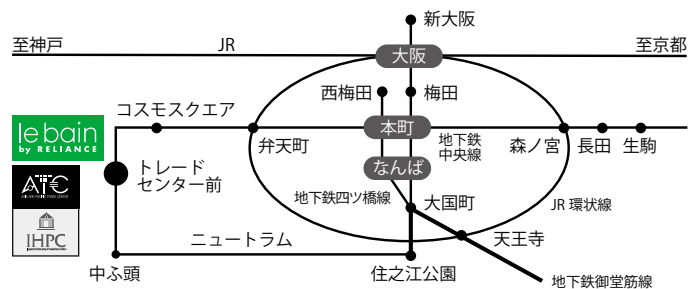 新大阪
至神戸
JR
大阪
至京都
西梅田
梅田
コスモスクエア
本町
地下鉄
中央線
弁天町
森ノ宮
長田
生駒
le bain
by RELIANCE
トレード
センター前
なんば
ATC
地下鉄四ツ橋線
大国町
JR 環状線
IHPC
ニュートラム
天王寺
中ふ頭
住之江公園
地下鉄御堂筋線